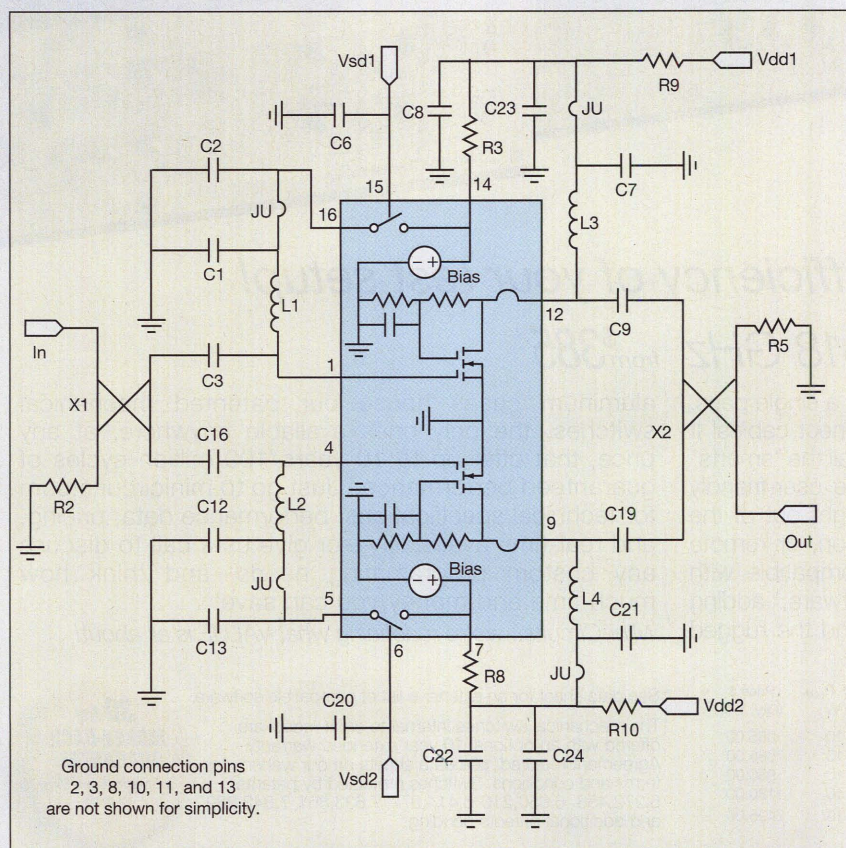 Vsd1
Vdd1
R9
C8
C23
JU
C6
R3
C2
15
14
C7
16
JU
L3
C1
Bias
L1
12
C9
In
R5
C3
1
X1
X2
C16
4
R2
L2
C12
9
C19
Out
Bias
JU
5
L4
C21
C13
6
7
JU
R8
Vdd2
R10
C20
C22
C24
Vsd2
Ground connection pins
2, 3, 8, 10, 11, and 13
are not shown for simplicity.